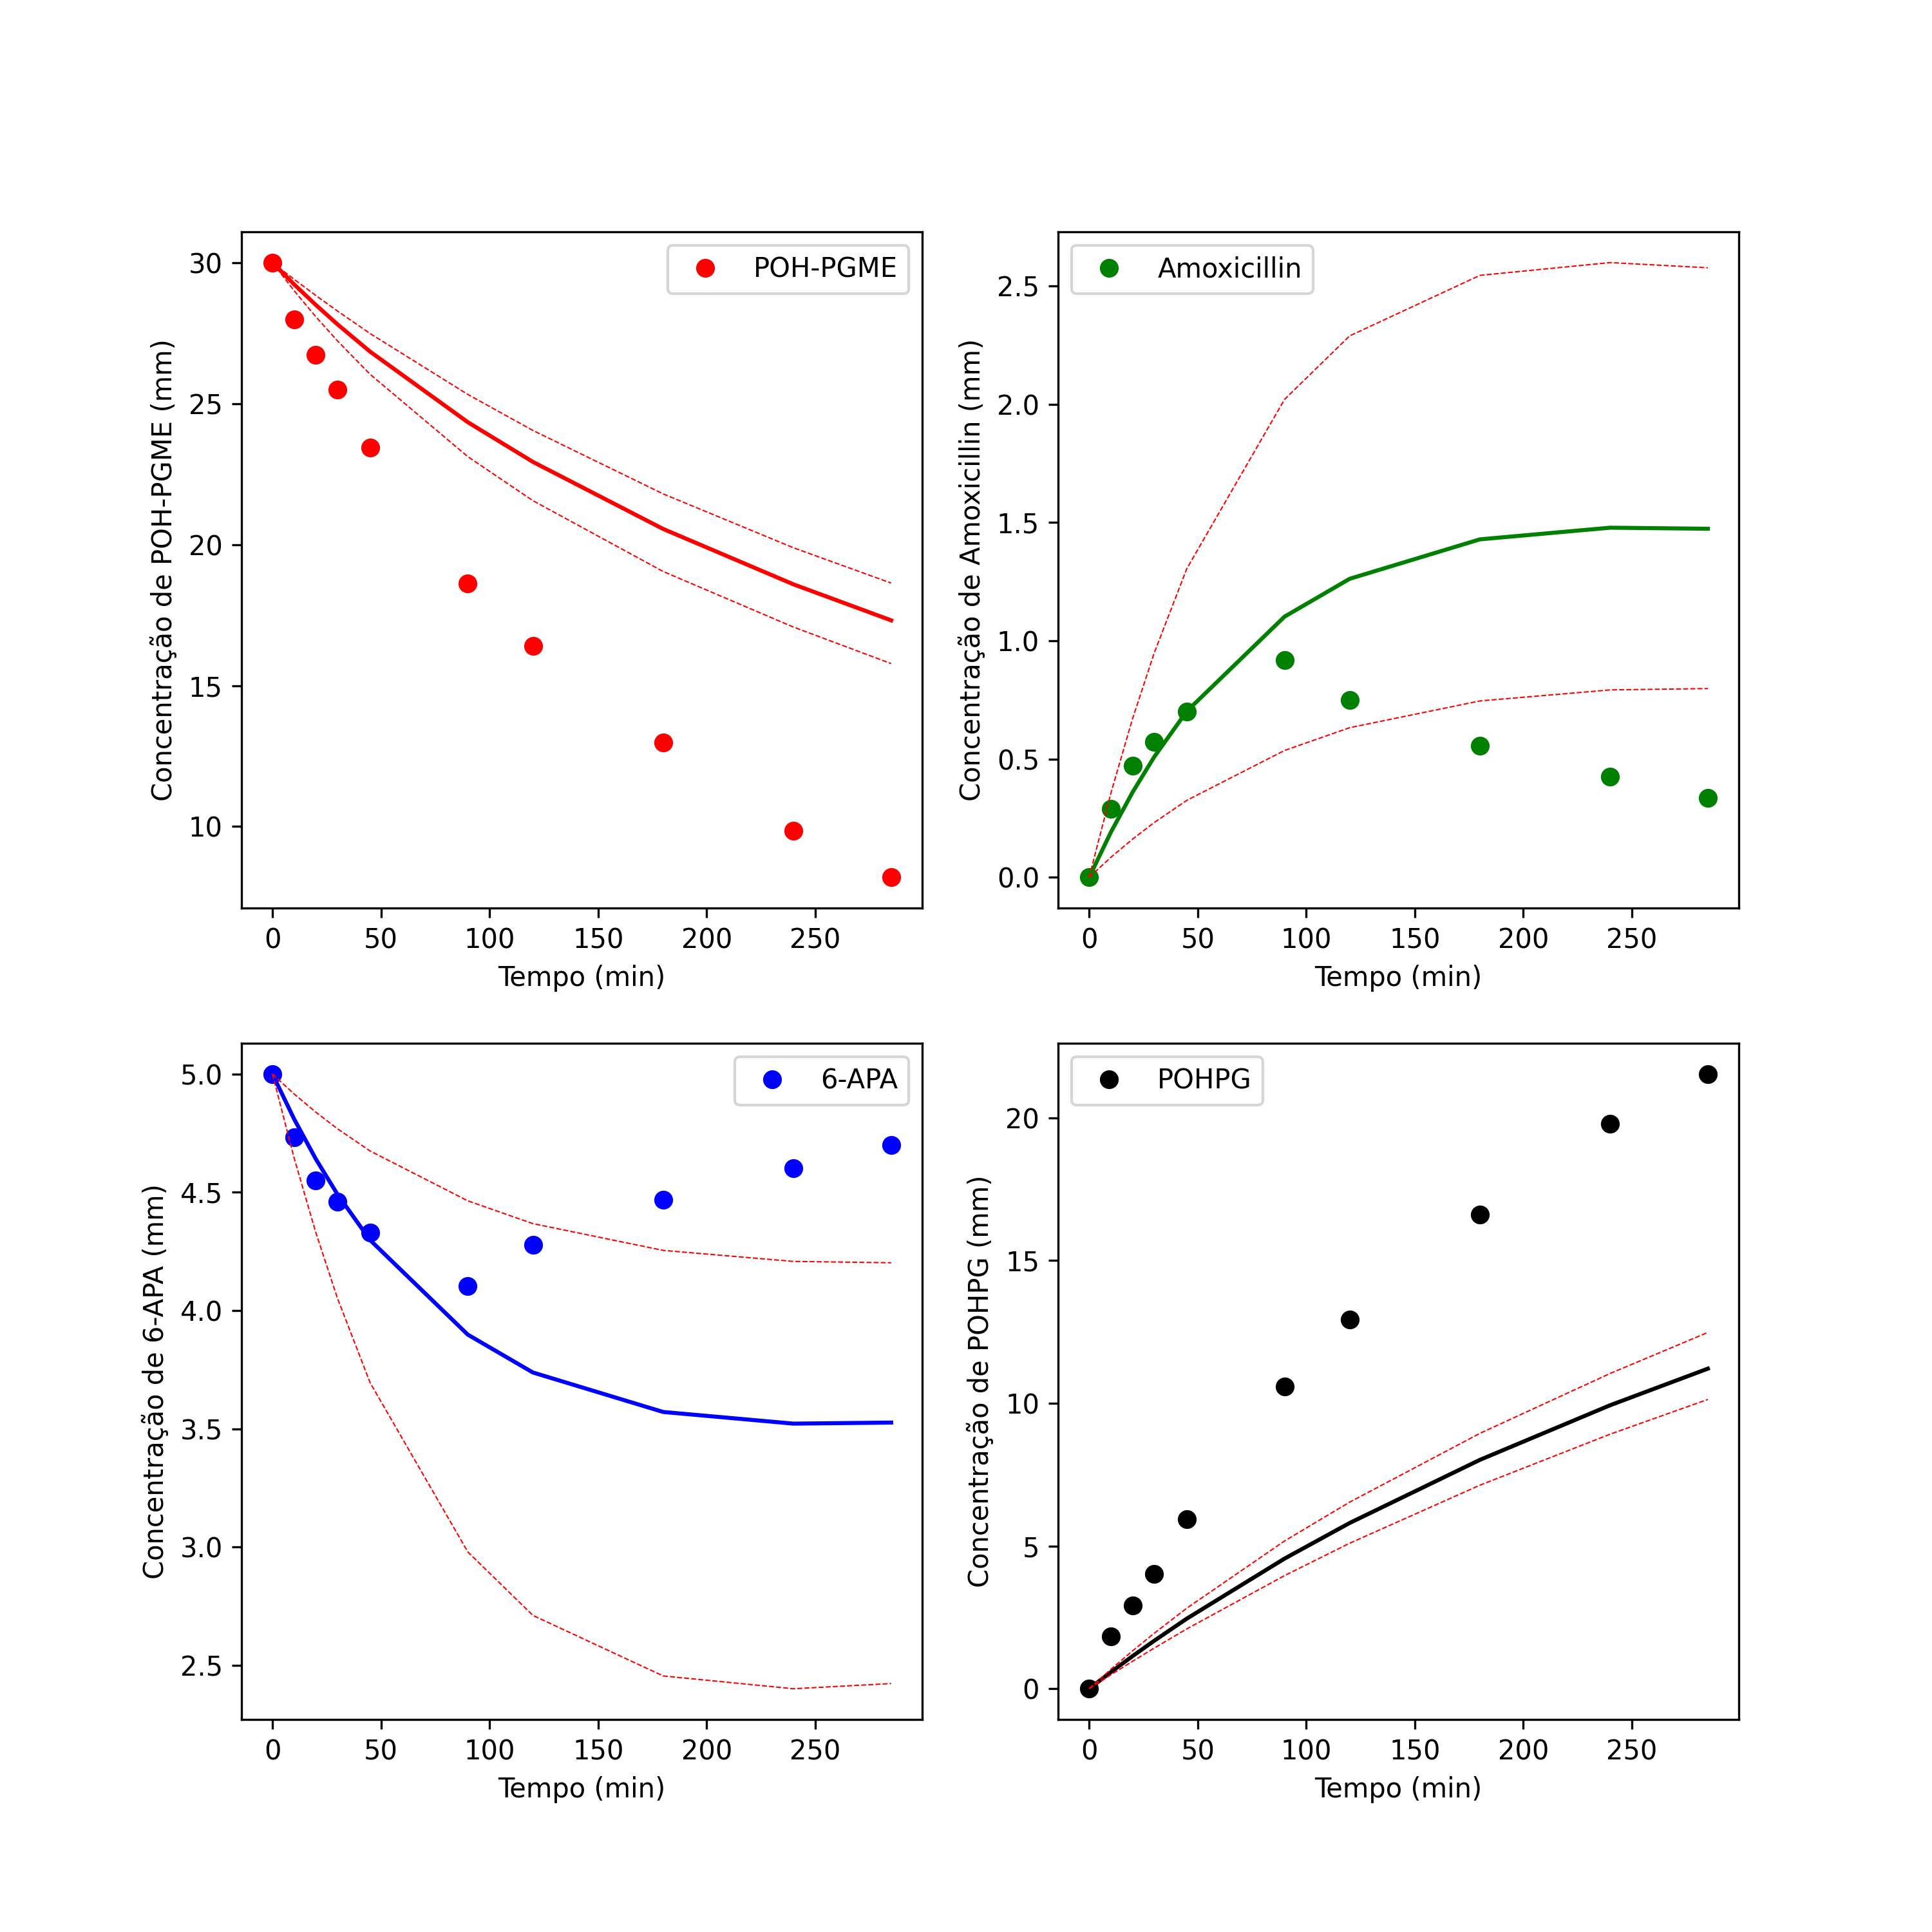 POH-PGME
30
25
20
15
10
Concentração de POH-PGME (mm)
0 50 100 150 200 250
Tempo (min)
Amoxicillin
2.5
2.0
1.5
1.0
0.5
0.0
Concentração de Amoxicillin (mm)
0 50 100 150 200 250
Tempo (min)
6-APA
5.0
4.5
4.0
3.5
3.0
2.5
Concentração de 6-APA (mm)
0 50 100 150 200 250
Tempo (min)
POHPG
20
15
10
5
0
Concentração de POHPG (mm)
0 50 100 150 200 250
Tempo (min)